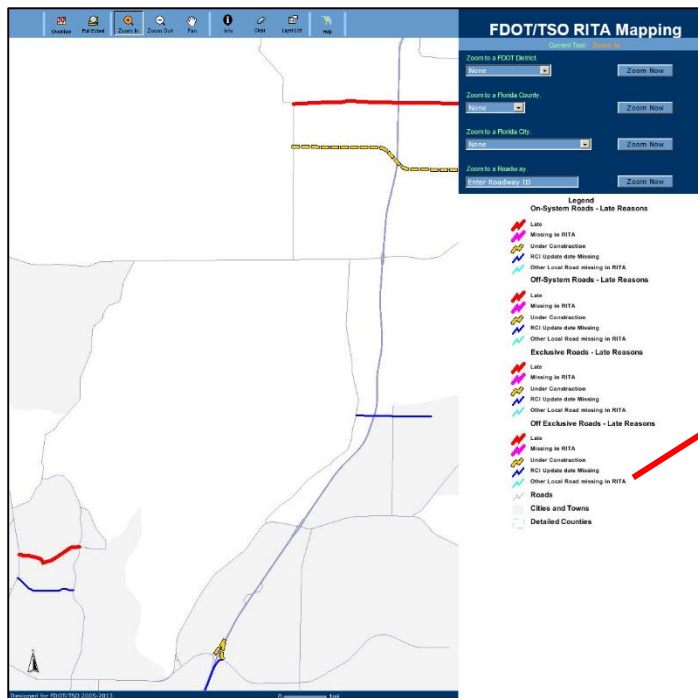 Overview Full Extent Zoom In Zoom Out Pan Info Clear Layer List Help
FDOT/TSO RITA Mapping
Current Tool: Zoom In
Zoom to a FDOT District.
None
Zoom Now
Zoom to a Florida County.
None
Zoom Now
Zoom to a Florida City.
None
Zoom Now
Zoom to a Roadway
Enter Roadway ID
Zoom Now
Legend
On-System Roads - Late Reasons
Late
Missing in RITA
Under Construction
RCI Update date Missing
Other Local Road missing in RITA
Off-System Roads - Late Reasons
Late
Missing in RITA
Under Construction
RCI Update date Missing
Other Local Road missing in RITA
Exclusive Roads - Late Reasons
Late
Missing in RITA
Under Construction
RCI Update date Missing
Other Local Road missing in RITA
Off Exclusive Roads - Late Reasons
Late
Missing in RITA
Under Construction
RCI Update date Missing
Other Local Road missing in RITA
Roads
Cities and Towns
Detailed Counties
Designed for FDOT/TSO 2005-2013
0 1mi